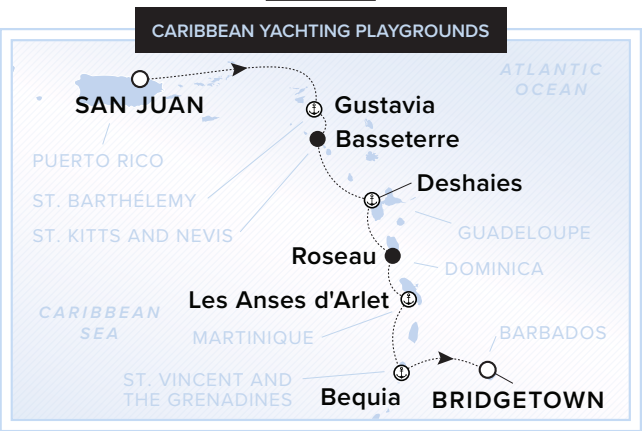 CARIBBEAN YACHTING PLAYGROUNDS
ATLANTIC
OCEAN
SAN JUAN
Gustavia
Basseterre
PUERTO RICO
Deshaies
ST. BARTHÉLEMY
ST. KITTS AND NEVIS
GUADELOUPE
Roseau
DOMINICA
Les Anses d'Arlet
CARIBBEAN
SEA
MARTINIQUE
BARBADOS
ST. VINCENT AND
THE GRENADINES
Bequia
BRIDGETOWN